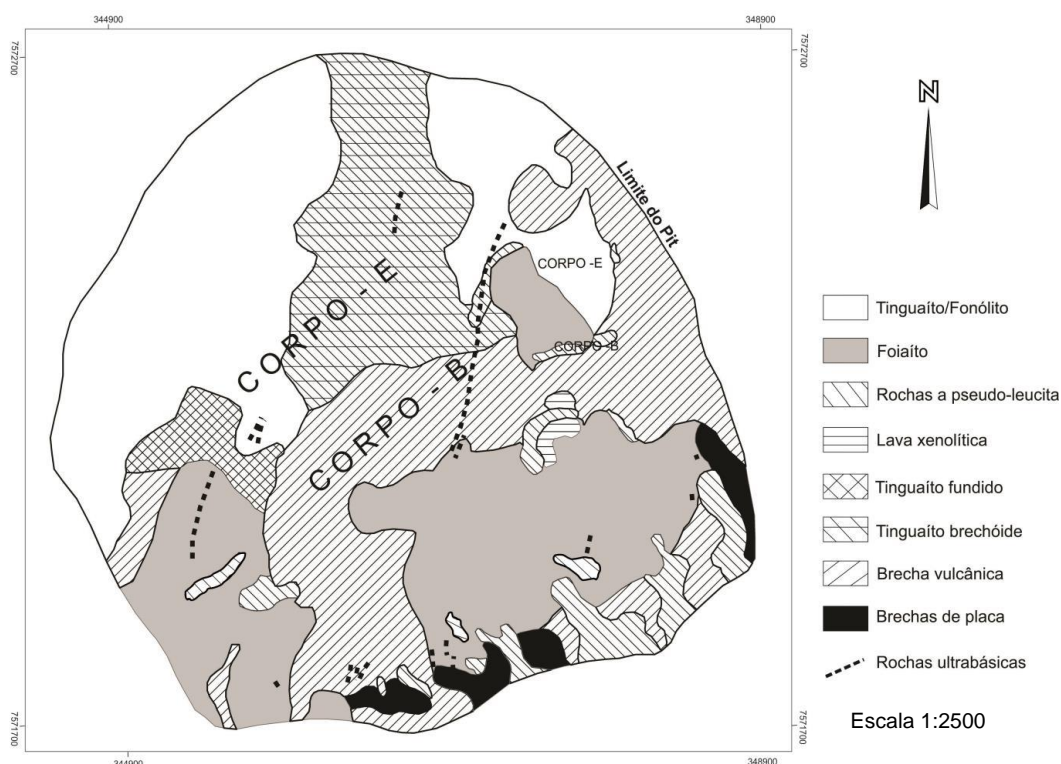 344900
348900
7572700
7572700
N
Limite do Pit
CORPO -E
CORPO - E
CORPO -B
CORPO - B
Tinguaíto/Fonólito
Foiaíto
Rochas a pseudo-leucita
Lava xenolítica
Tinguaíto fundido
Tinguaíto brechóide
Brecha vulcânica
Brechas de placa
Rochas ultrabásicas
Escala 1:2500
7571700
7571700
344900
348900